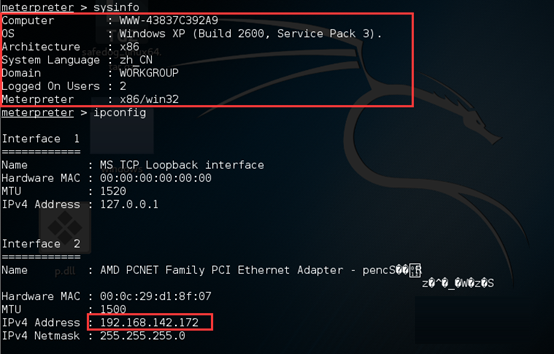 meterpreter > sysinfo
Computer : WWW-43837C392A9
OS : Windows XP (Build 2600, Service Pack 3).
Architecture : x86
System Language : zh_CN
Domain : WORKGROUP
Logged On Users : 2
Meterpreter : x86/win32
meterpreter > ipconfig
Interface 1
============
Name : MS TCP Loopback interface
Hardware MAC : 00:00:00:00:00:00
MTU : 1520
IPv4 Address : 127.0.0.1
Interface 2
============
Name : AMD PCNET Family PCI Ethernet Adapter - pencS
p.dll
Hardware MAC : 00:0c:29:d1:8f:07
MTU : 1500
IPv4 Address : 192.168.142.172
IPv4 Netmask : 255.255.255.0